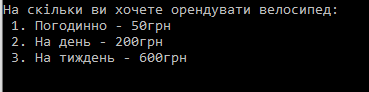 На скільки ви хочете орендувати велосипед:
1. Погодинно - 50грн
2. На день - 200грн
3. На тиждень - 600грн